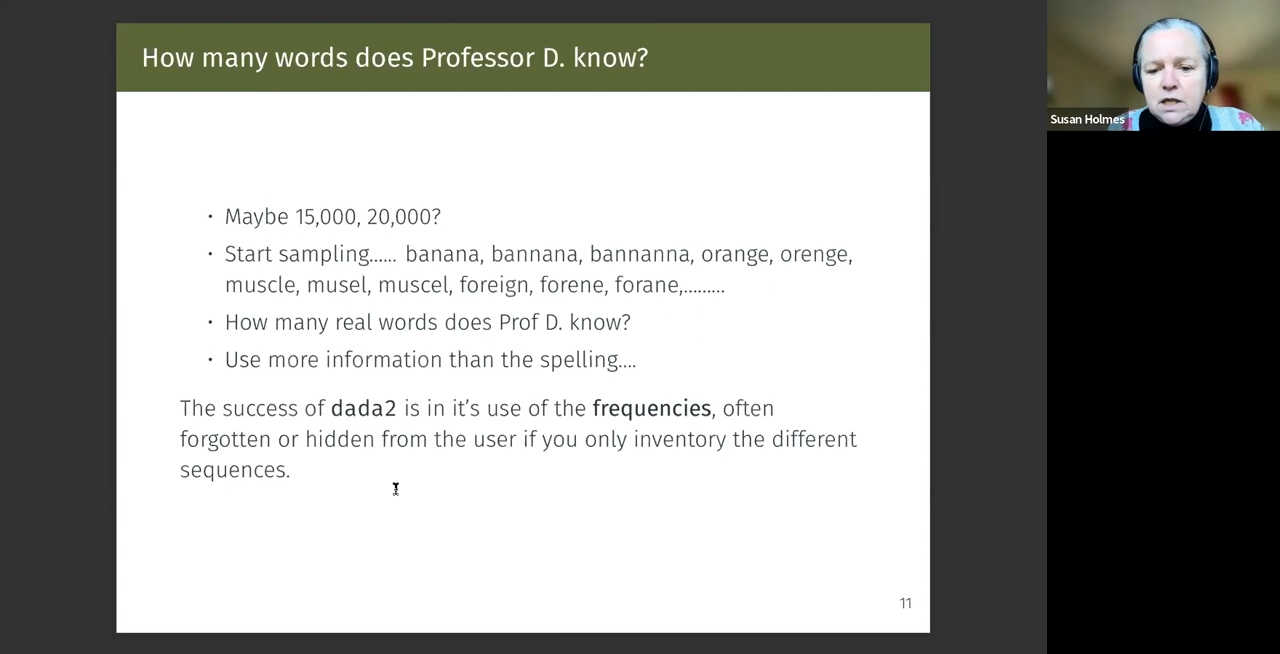 How many words does Professor D. know?
Susan Holmes
• Maybe 15,000, 20,000?
• Start sampling...... banana, bannana, bannanna, orange, orenge,
muscle, musel, muscel, foreign, forene, forane,.........
• How many real words does Prof D. know?
• Use more information than the spelling....
The success of dada2 is in it's use of the frequencies, often
forgotten or hidden from the user if you only inventory the different
sequences.
11